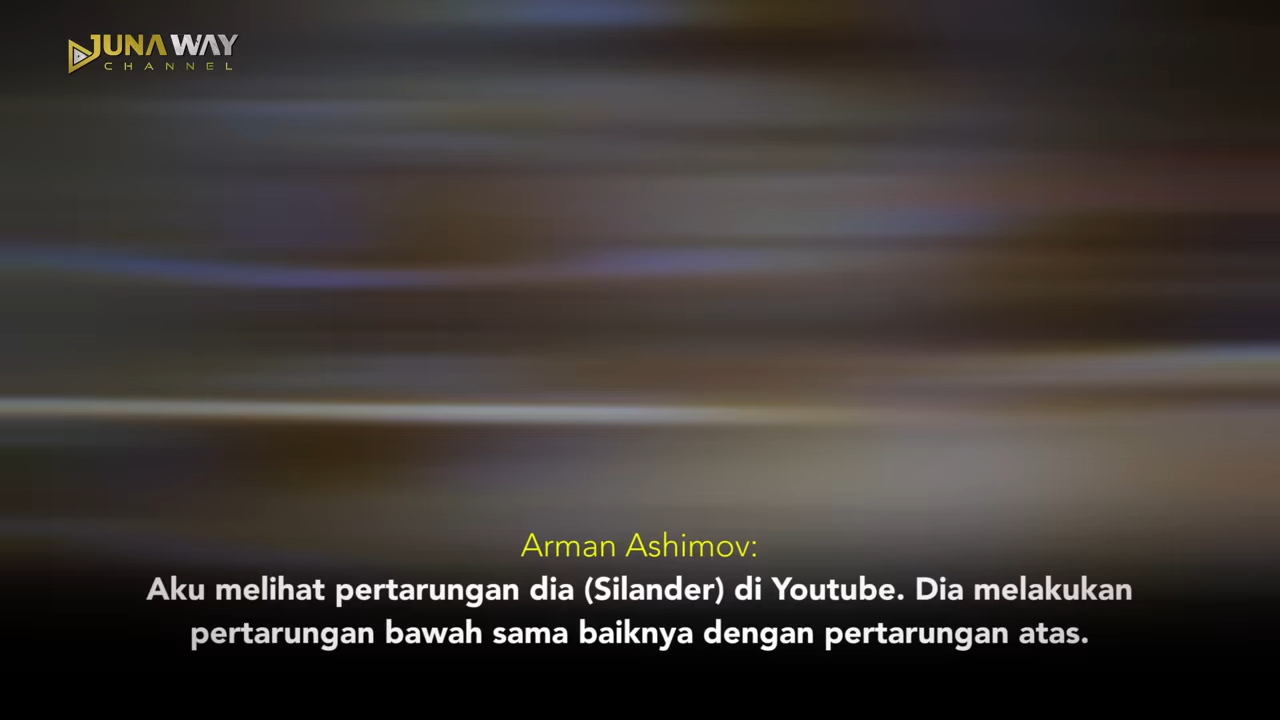 JUNA WAY
CHANNEL
Arman Ashimov:
Aku melihat pertarungan dia (Silander) di Youtube. Dia melakukan
pertarungan bawah sama baiknya dengan pertarungan atas.